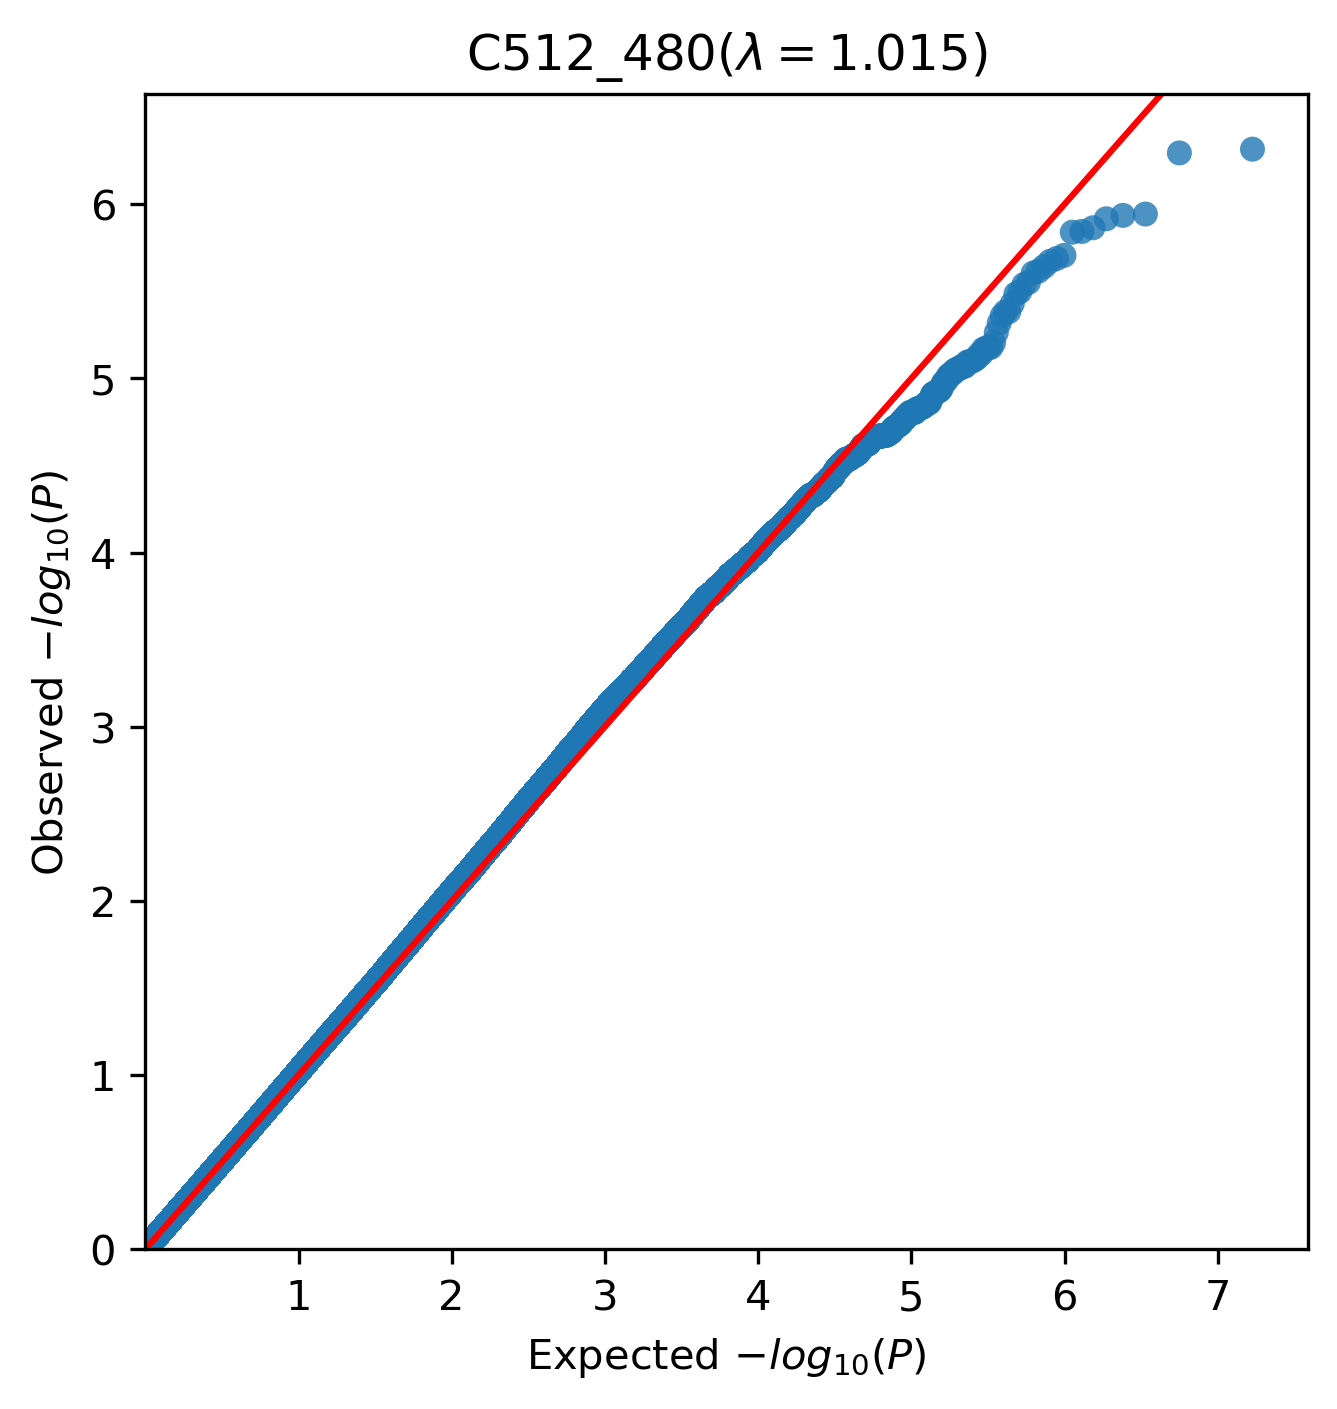 C512_480(λ = 1.015)
Observed −log₁₀(P)
6
5
4
3
2
1
0
1 2 3 4 5 6 7
Expected −log₁₀(P)